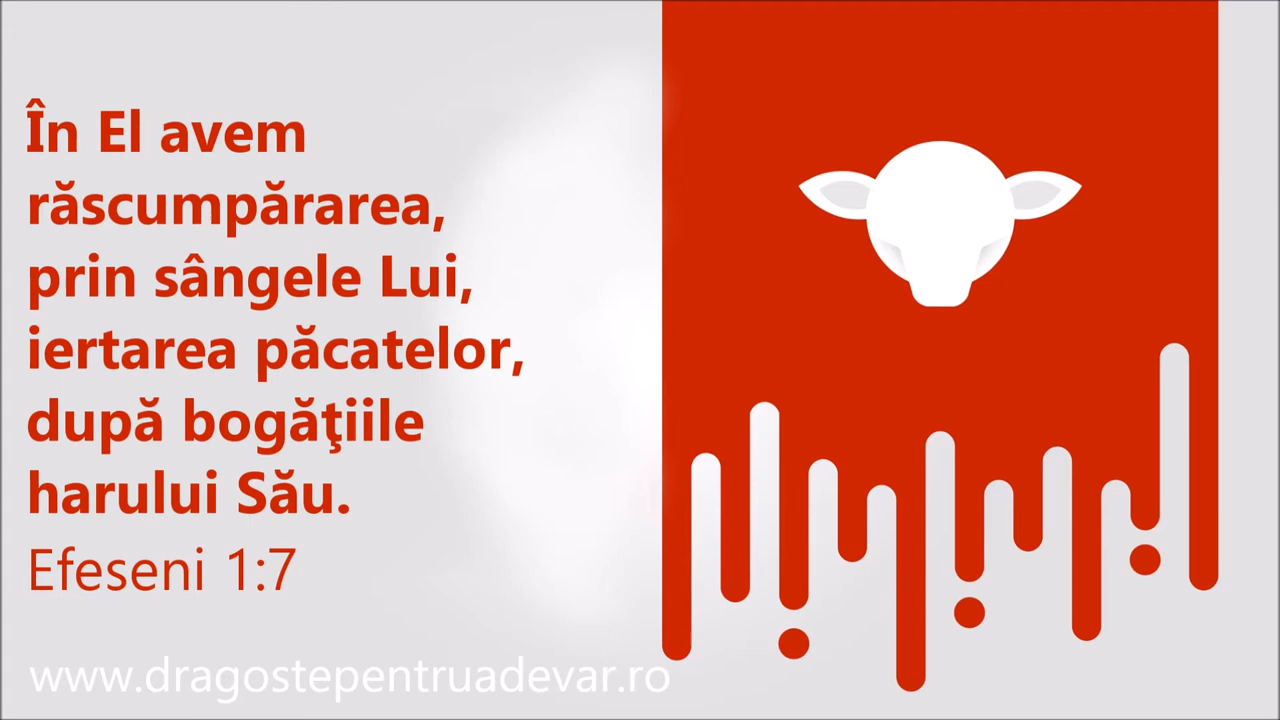 În El avem
răscumpărarea,
prin sângele Lui,
iertarea păcatelor,
după bogăţiile
harului Său.
Efeseni 1:7
www.dragostepentruadevar.ro